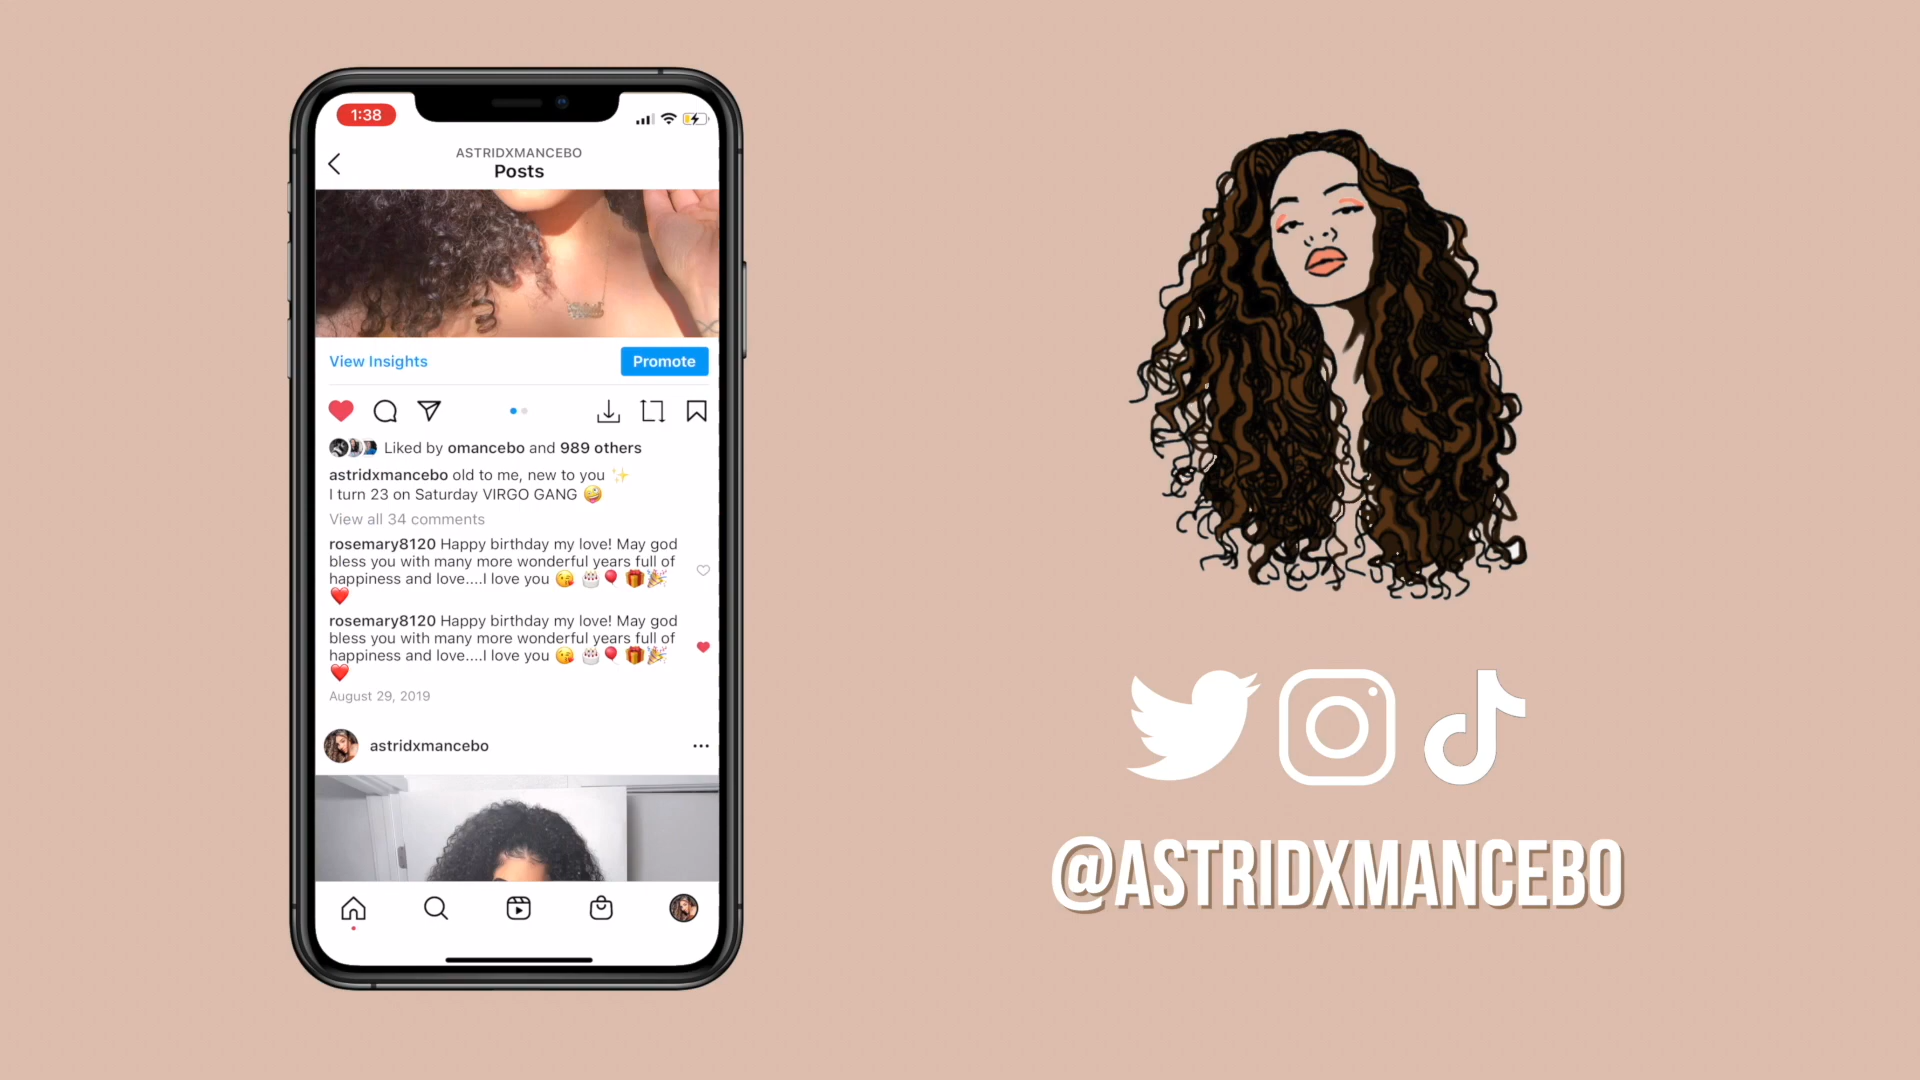 1:38
ASTRIDXMANCEBO
Posts
View Insights
Promote
Liked by omancebo and 989 others
astridxmancebo old to me, new to you ✨
I turn 23 on Saturday VIRGO GANG 🤪
View all 34 comments
rosemary8120 Happy birthday my love! May god
bless you with many more wonderful years full of
happiness and love....I love you 😘 🎂 🎈 🎁 🎉
❤️
rosemary8120 Happy birthday my love! May god
bless you with many more wonderful years full of
happiness and love....I love you 😘 🎂 🎈 🎁 🎉
❤️
August 29, 2019
astridxmancebo
@ASTRIDXMANCEBO